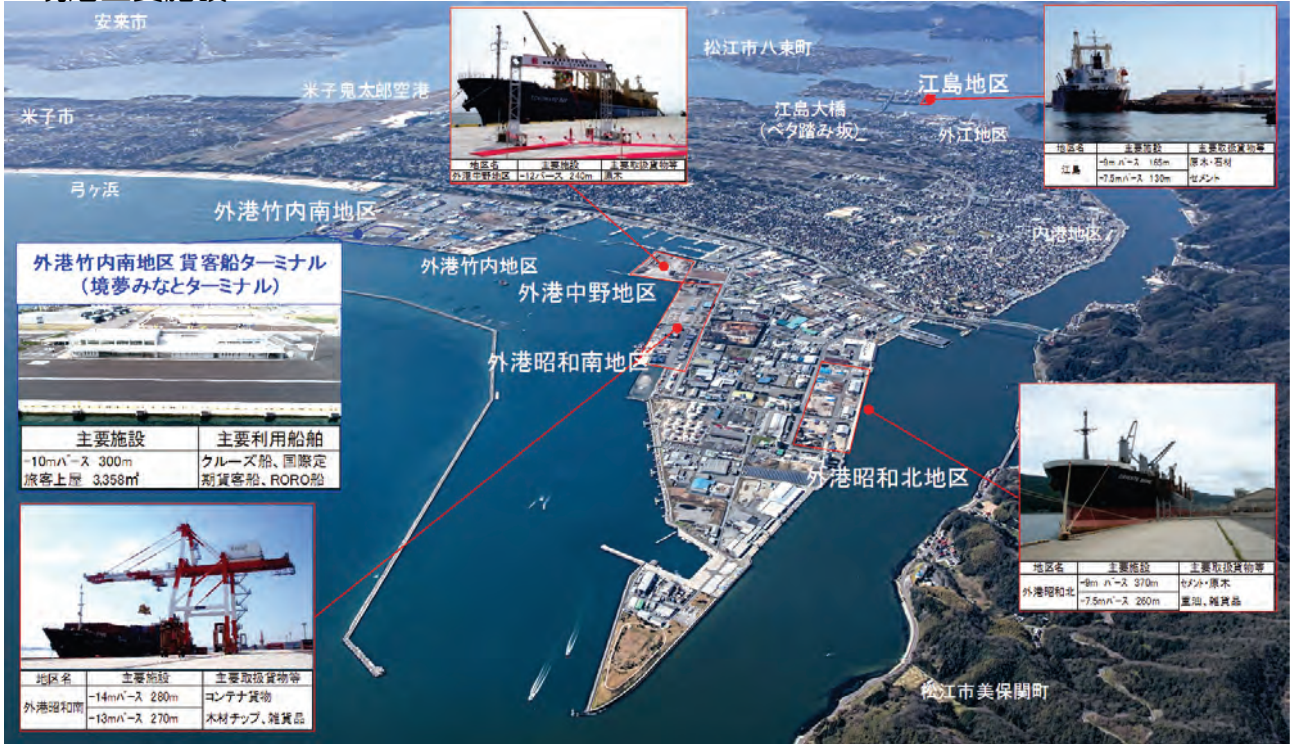 安来市
松江市八束町
江島地区
米子鬼太郎空港
江島大橋
(ベタ踏み坂)
外江地区
米子市
地区名 主要施設 主要取扱貨物等
外港中野地区 -12バース 240m 原木
地区名 主要施設 主要取扱貨物等
江島 -9m バース 165m 原木・石材
-7.5mバース 130m セメント
弓ヶ浜
外港竹内南地区
内港地区
外港竹内地区
外港中野地区
外港竹内南地区 貨客船ターミナル
(境夢みなとターミナル)
外港昭和南地区
主要施設 主要利用船舶
-10mバース 300m クルーズ船、国際定
旅客上屋 3,358㎡ 期貨客船、RORO船
外港昭和北地区
地区名 主要施設 主要取扱貨物等
外港昭和北 -9m バース 370m セメント・原木
-7.5mバース 260m 重油、雑貨品
地区名 主要施設 主要取扱貨物等
外港昭和南 -14mバース 280m コンテナ貨物
-13mバース 270m 木材チップ、雑貨品
松江市美保関町